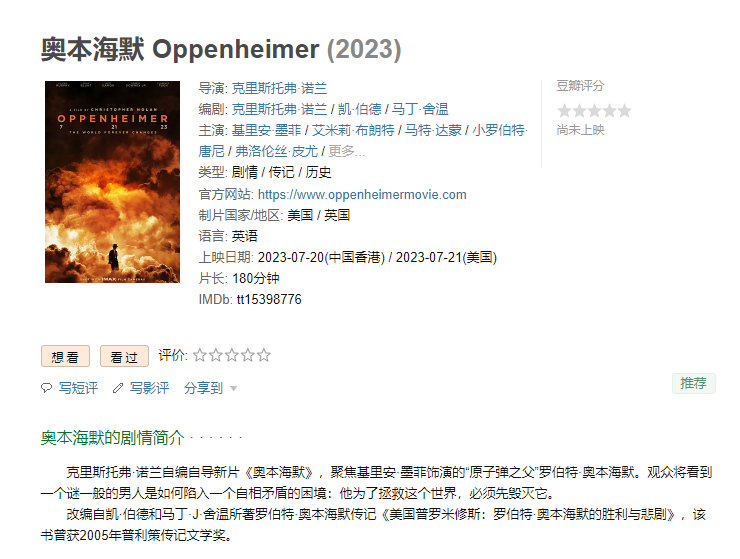 奥本海默 Oppenheimer (2023)
A FILM BY CHRISTOPHER NOLAN
OPPENHEIMER
7 21 23
THE WORLD FOREVER CHANGES
导演: 克里斯托弗·诺兰
编剧: 克里斯托弗·诺兰 / 凯·伯德 / 马丁·舍温
主演: 基里安·墨菲 / 艾米莉·布朗特 / 马特·达蒙 / 小罗伯特·
唐尼 / 弗洛伦丝·皮尤 / 更多...
类型: 剧情 / 传记 / 历史
官方网站: https://www.oppenheimermovie.com
制片国家/地区: 美国 / 英国
语言: 英语
上映日期: 2023-07-20(中国香港) / 2023-07-21(美国)
片长: 180分钟
IMDb: tt15398776
豆瓣评分
尚未上映
想看 看过 评价:
写短评 写影评 分享到
推荐
奥本海默的剧情简介 · · · · · ·
克里斯托弗·诺兰自编自导新片《奥本海默》，聚焦基里安·墨菲饰演的“原子弹之父”罗伯特·奥本海默。观众将看到
一个谜一般的男人是如何陷入一个自相矛盾的困境：他为了拯救这个世界，必须先毁灭它。
改编自凯·伯德和马丁·J·舍温所著罗伯特·奥本海默传记《美国普罗米修斯：罗伯特·奥本海默的胜利与悲剧》，该
书曾获2005年普利策传记文学奖。